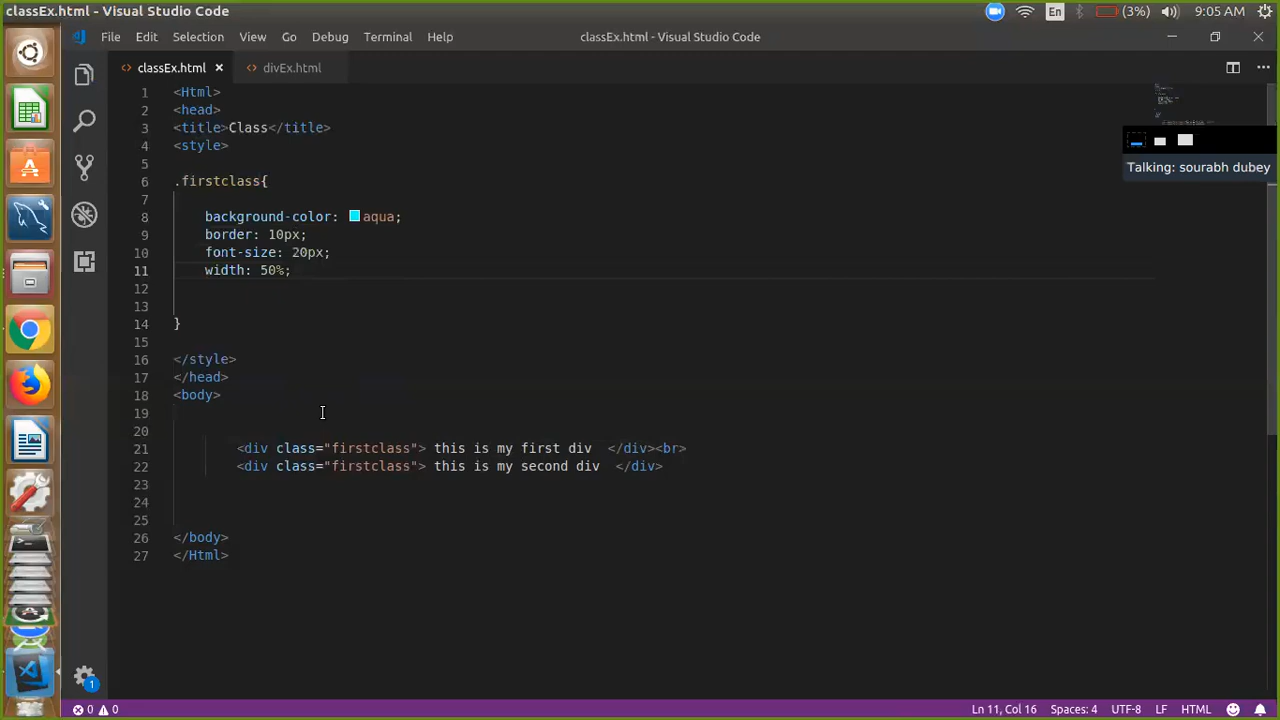 classEx.html - Visual Studio Code
En
(3%)
9:05 AM
File Edit Selection View Go Debug Terminal Help
classEx.html - Visual Studio Code
classEx.html
divEx.html
1 <Html>
2 <head>
3 <title>Class</title>
4 <style>
5
6 .firstclass{
7
8 background-color: aqua;
9 border: 10px;
10 font-size: 20px;
11 width: 50%;
12
13
14 }
15
16 </style>
17 </head>
18 <body>
19
20
21 <div class="firstclass"> this is my first div  </div><br>
22 <div class="firstclass"> this is my second div  </div>
23
24
25
26 </body>
27 </Html>
Talking: sourabh dubey
1
0 0
Ln 11, Col 16
Spaces: 4
UTF-8
LF
HTML